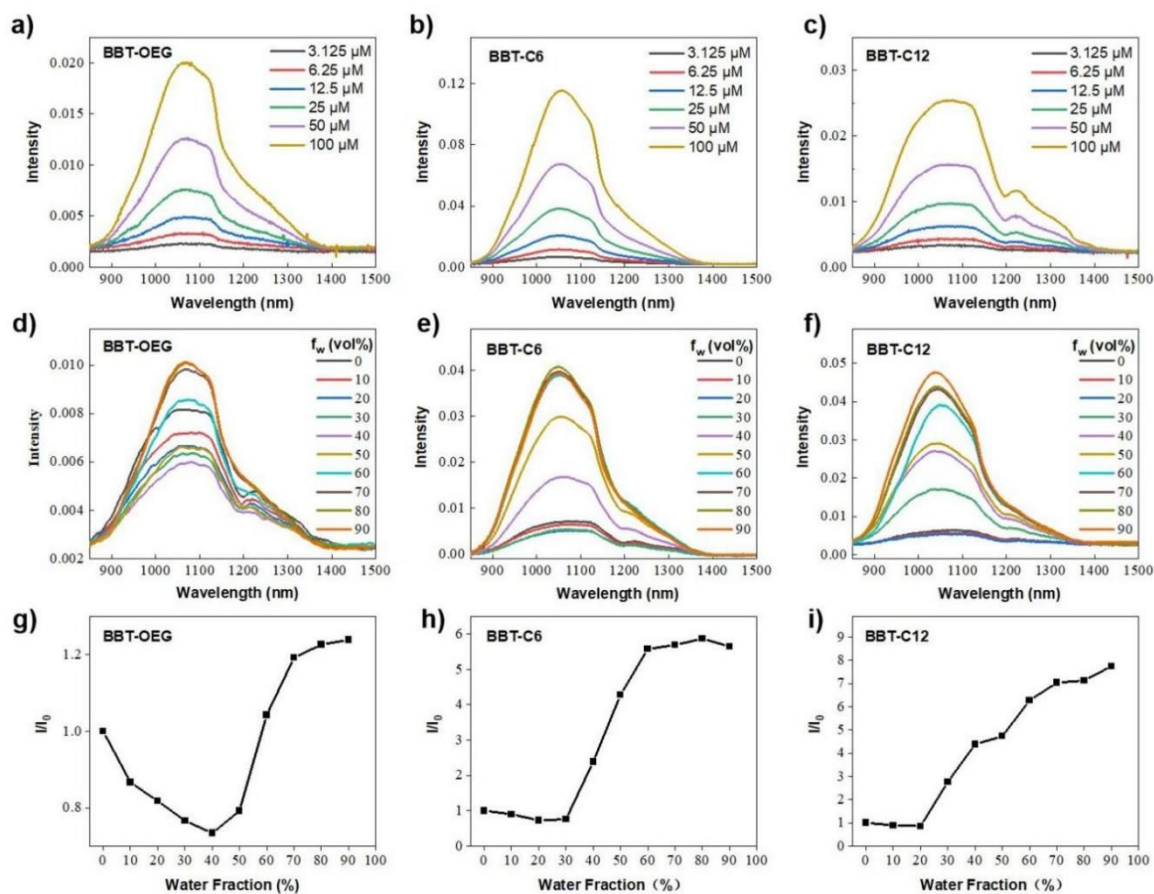 a)
BBT-OEG
3.125 µM
6.25 µM
12.5 µM
25 µM
50 µM
100 µM
0.020
0.015
0.010
0.005
0.000
Intensity
900 1000 1100 1200 1300 1400 1500
Wavelength (nm)
b)
BBT-C6
3.125 µM
6.25 µM
12.5 µM
25 µM
50 µM
100 µM
0.12
0.08
0.04
0.00
Intensity
900 1000 1100 1200 1300 1400 1500
Wavelength (nm)
c)
BBT-C12
3.125 µM
6.25 µM
12.5 µM
25 µM
50 µM
100 µM
0.03
0.02
0.01
0.00
Intensity
900 1000 1100 1200 1300 1400 1500
Wavelength (nm)
d)
BBT-OEG
fw (vol%)
0
10
20
30
40
50
60
70
80
90
0.010
0.008
0.006
0.004
0.002
Intensity
900 1000 1100 1200 1300 1400 1500
Wavelength (nm)
e)
BBT-C6
fw (vol%)
0
10
20
30
40
50
60
70
80
90
0.04
0.03
0.02
0.01
0.00
Intensity
900 1000 1100 1200 1300 1400 1500
Wavelength (nm)
f)
BBT-C12
fw (vol%)
0
10
20
30
40
50
60
70
80
90
0.05
0.04
0.03
0.02
0.01
0.00
Intensity
900 1000 1100 1200 1300 1400 1500
Wavelength (nm)
g)
BBT-OEG
1.2
1.0
0.8
I/I0
0 10 20 30 40 50 60 70 80 90 100
Water Fraction (%)
h)
BBT-C6
6
5
4
3
2
1
0
I/I0
0 10 20 30 40 50 60 70 80 90 100
Water Fraction（%）
i)
BBT-C12
9
8
7
6
5
4
3
2
1
0
I/I0
0 10 20 30 40 50 60 70 80 90 100
Water Fraction（%）